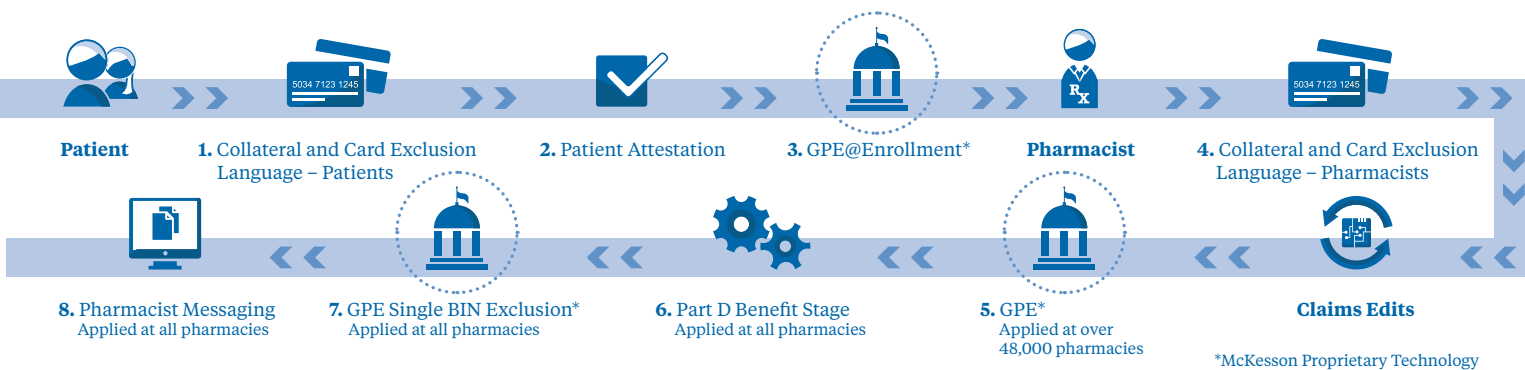 5034 7123 1245
R
X
5034 7123 1245
Patient
1. Collateral and Card Exclusion
Language – Patients
2. Patient Attestation
3. GPE@Enrollment*
Pharmacist
4. Collateral and Card Exclusion
Language – Pharmacists
Claims Edits
5. GPE*
Applied at over
48,000 pharmacies
6. Part D Benefit Stage
Applied at all pharmacies
7. GPE Single BIN Exclusion*
Applied at all pharmacies
8. Pharmacist Messaging
Applied at all pharmacies
*McKesson Proprietary Technology